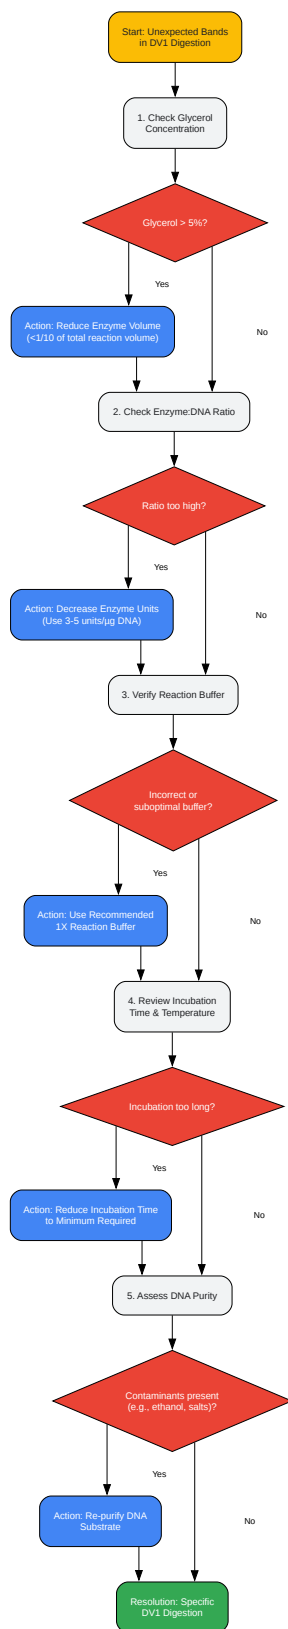 Start: Unexpected Bands
in DV1 Digestion
1. Check Glycerol
Concentration
Glycerol > 5%?
Yes
Action: Reduce Enzyme Volume
(<1/10 of total reaction volume)
No
2. Check Enzyme:DNA Ratio
Ratio too high?
Yes
Action: Decrease Enzyme Units
(Use 3-5 units/µg DNA)
No
3. Verify Reaction Buffer
Incorrect or
suboptimal buffer?
Yes
Action: Use Recommended
1X Reaction Buffer
No
4. Review Incubation
Time & Temperature
Incubation too long?
Yes
Action: Reduce Incubation Time
to Minimum Required
No
5. Assess DNA Purity
Contaminants present
(e.g., ethanol, salts)?
Yes
Action: Re-purify DNA
Substrate
No
Resolution: Specific
DV1 Digestion